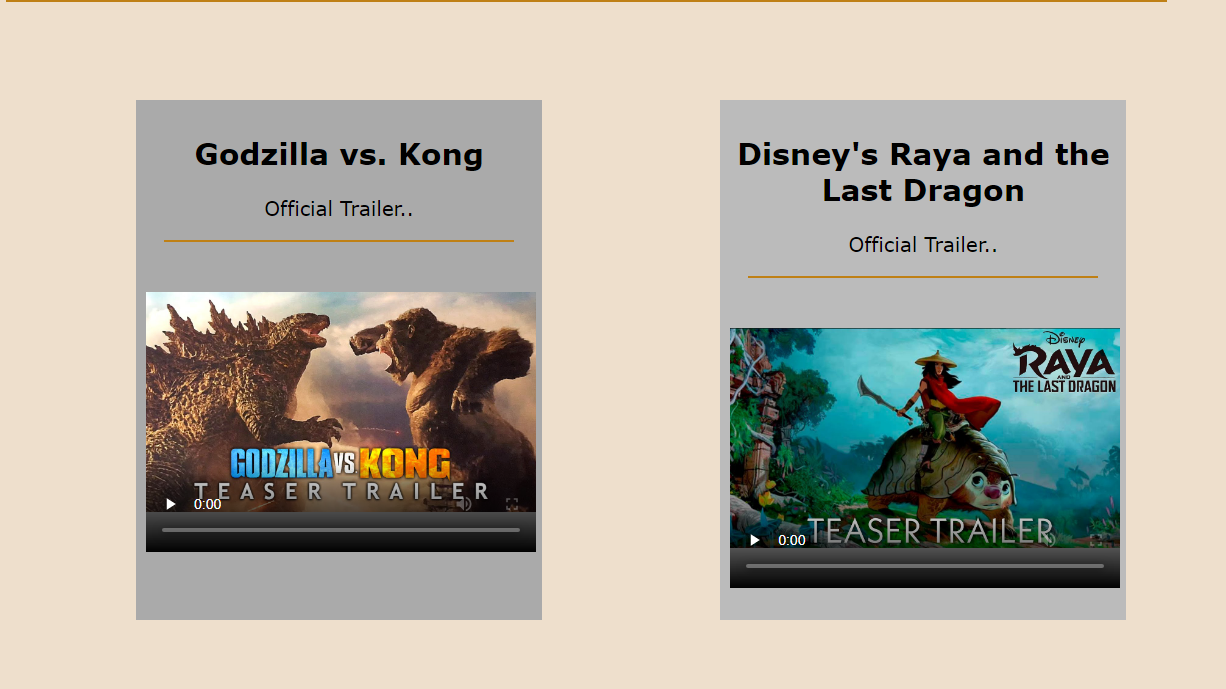 Godzilla vs. Kong
Official Trailer..
GODZILLA VS. KONG
TEASER TRAILER
0:00
Disney's Raya and the
Last Dragon
Official Trailer..
Disney
RAYA
AND
THE LAST DRAGON
TEASER TRAILER
0:00